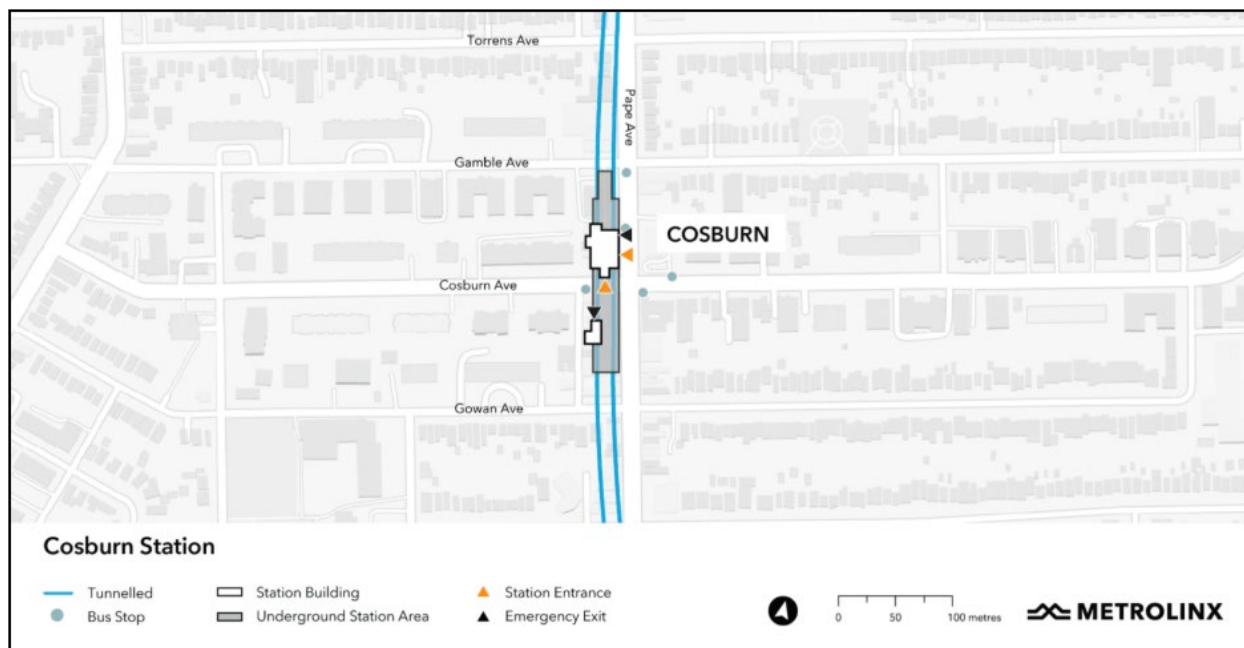 Torrens Ave
Pape Ave
Gamble Ave
COSBURN
Cosburn Ave
Gowan Ave
Cosburn Station
Tunnelled
Station Building
Station Entrance
Bus Stop
Underground Station Area
Emergency Exit
0 50 100 metres
METROLINX